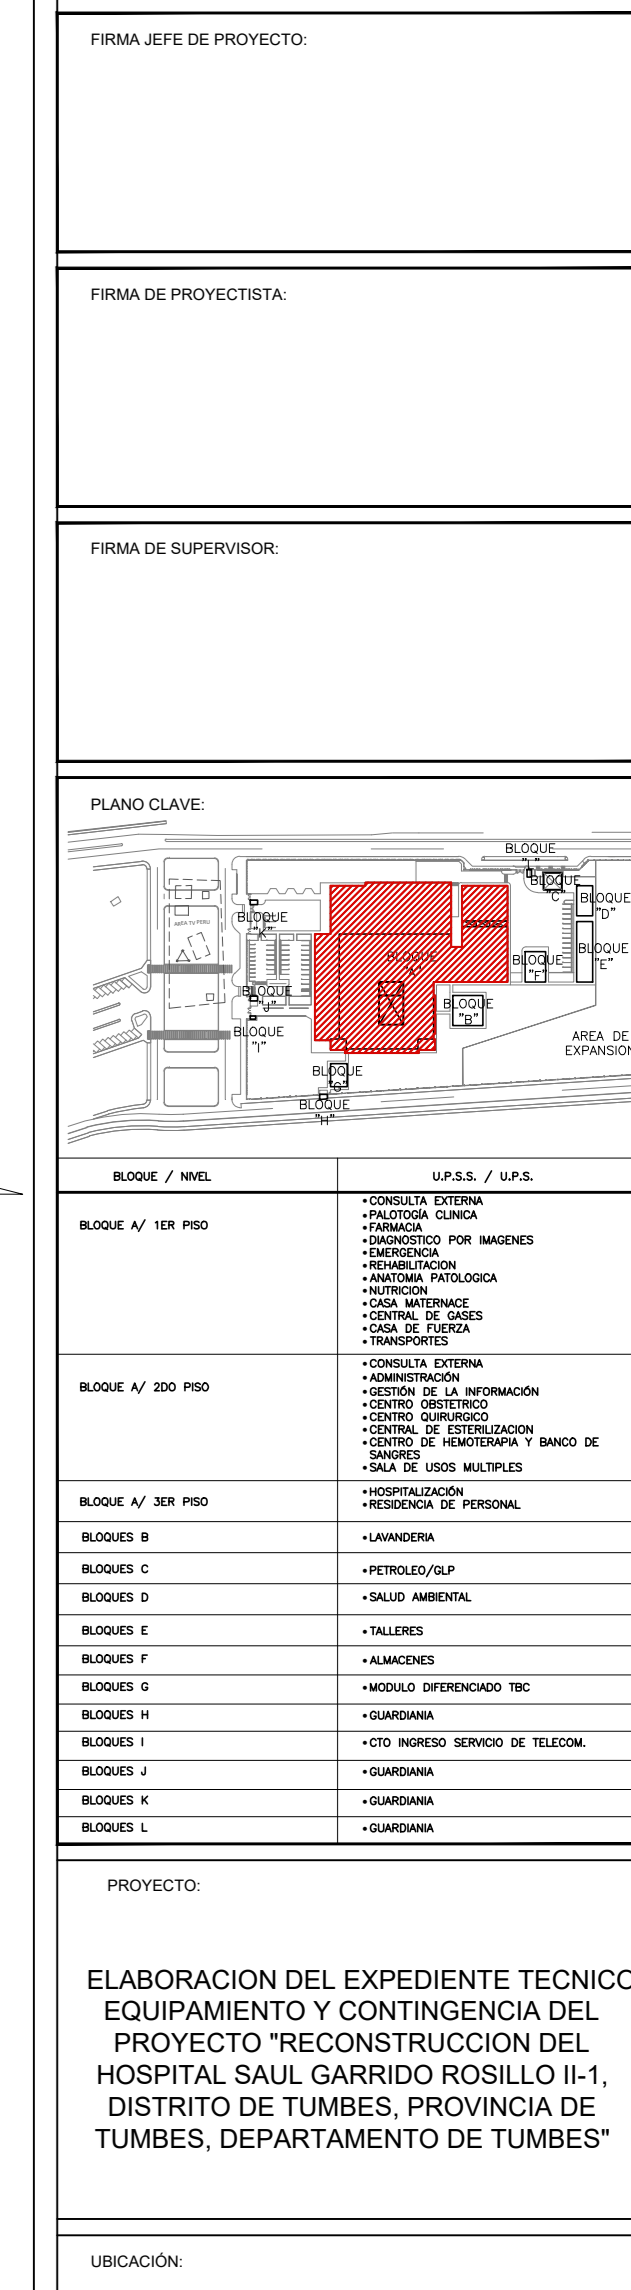 FIRMA JEFE DE PROYECTO:
FIRMA DE PROYECTISTA:
FIRMA DE SUPERVISOR:
PLANO CLAVE:
BLOQUE
"L"
BLOQUE
"C"
BLOQUE
"D"
BLOQUE
"K"
AREA TV PERU
BLOQUE
"A"
BLOQUE
"F"
BLOQUE
"E"
BLOQUE
"J"
BLOQUE
"B"
BLOQUE
"I"
AREA DE
EXPANSION
BLOQUE
"G"
BLOQUE
"H"
BLOQUE / NIVEL
U.P.S.S. / U.P.S.
BLOQUE A/ 1ER PISO
• CONSULTA EXTERNA
• PALOTOGÍA CLINICA
• FARMACIA
• DIAGNOSTICO POR IMAGENES
• EMERGENCIA
• REHABILITACION
• ANATOMIA PATOLOGICA
• NUTRICION
• CASA MATERNACE
• CENTRAL DE GASES
• CASA DE FUERZA
• TRANSPORTES
BLOQUE A/ 2DO PISO
• CONSULTA EXTERNA
• ADMINISTRACIÓN
• GESTIÓN DE LA INFORMACIÓN
• CENTRO OBSTETRICO
• CENTRO QUIRURGICO
• CENTRAL DE ESTERILIZACION
• CENTRO DE HEMOTERAPIA Y BANCO DE
SANGRES
• SALA DE USOS MULTIPLES
BLOQUE A/ 3ER PISO
• HOSPITALIZACIÓN
• RESIDENCIA DE PERSONAL
BLOQUES B
• LAVANDERIA
BLOQUES C
• PETROLEO/GLP
BLOQUES D
• SALUD AMBIENTAL
BLOQUES E
• TALLERES
BLOQUES F
• ALMACENES
BLOQUES G
• MODULO DIFERENCIADO TBC
BLOQUES H
• GUARDIANIA
BLOQUES I
• CTO INGRESO SERVICIO DE TELECOM.
BLOQUES J
• GUARDIANIA
BLOQUES K
• GUARDIANIA
BLOQUES L
• GUARDIANIA
PROYECTO:
ELABORACION DEL EXPEDIENTE TECNICO
EQUIPAMIENTO Y CONTINGENCIA DEL
PROYECTO "RECONSTRUCCION DEL
HOSPITAL SAUL GARRIDO ROSILLO II-1,
DISTRITO DE TUMBES, PROVINCIA DE
TUMBES, DEPARTAMENTO DE TUMBES"
UBICACIÓN: